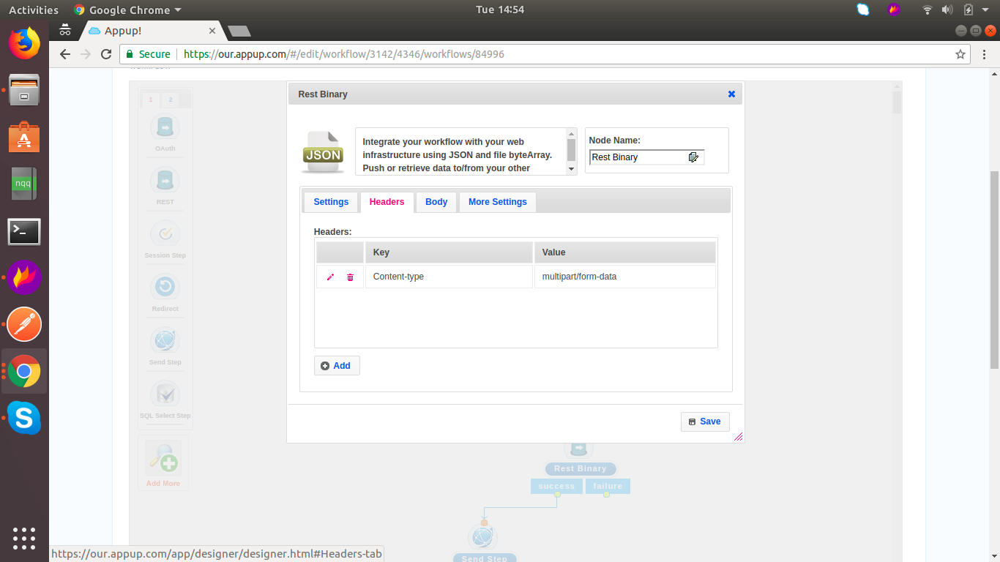 Activities
Google Chrome
Tue 14:54
Appup!
Secure
https://our.appup.com/#/edit/workflow/3142/4346/workflows/84996
Rest Binary
1
2
OAuth
REST
Session Step
Redirect
Send Step
SQL Select Step
Add More
nqq
JSON
Integrate your workflow with your web
infrastructure using JSON and file byteArray.
Push or retrieve data to/from your other
Node Name:
Rest Binary
Settings
Headers
Body
More Settings
Headers:
Key
Value
Content-type
multipart/form-data
Add
Save
Rest Binary
success
failure
Send Step
https://our.appup.com/app/designer/designer.html#Headers-tab